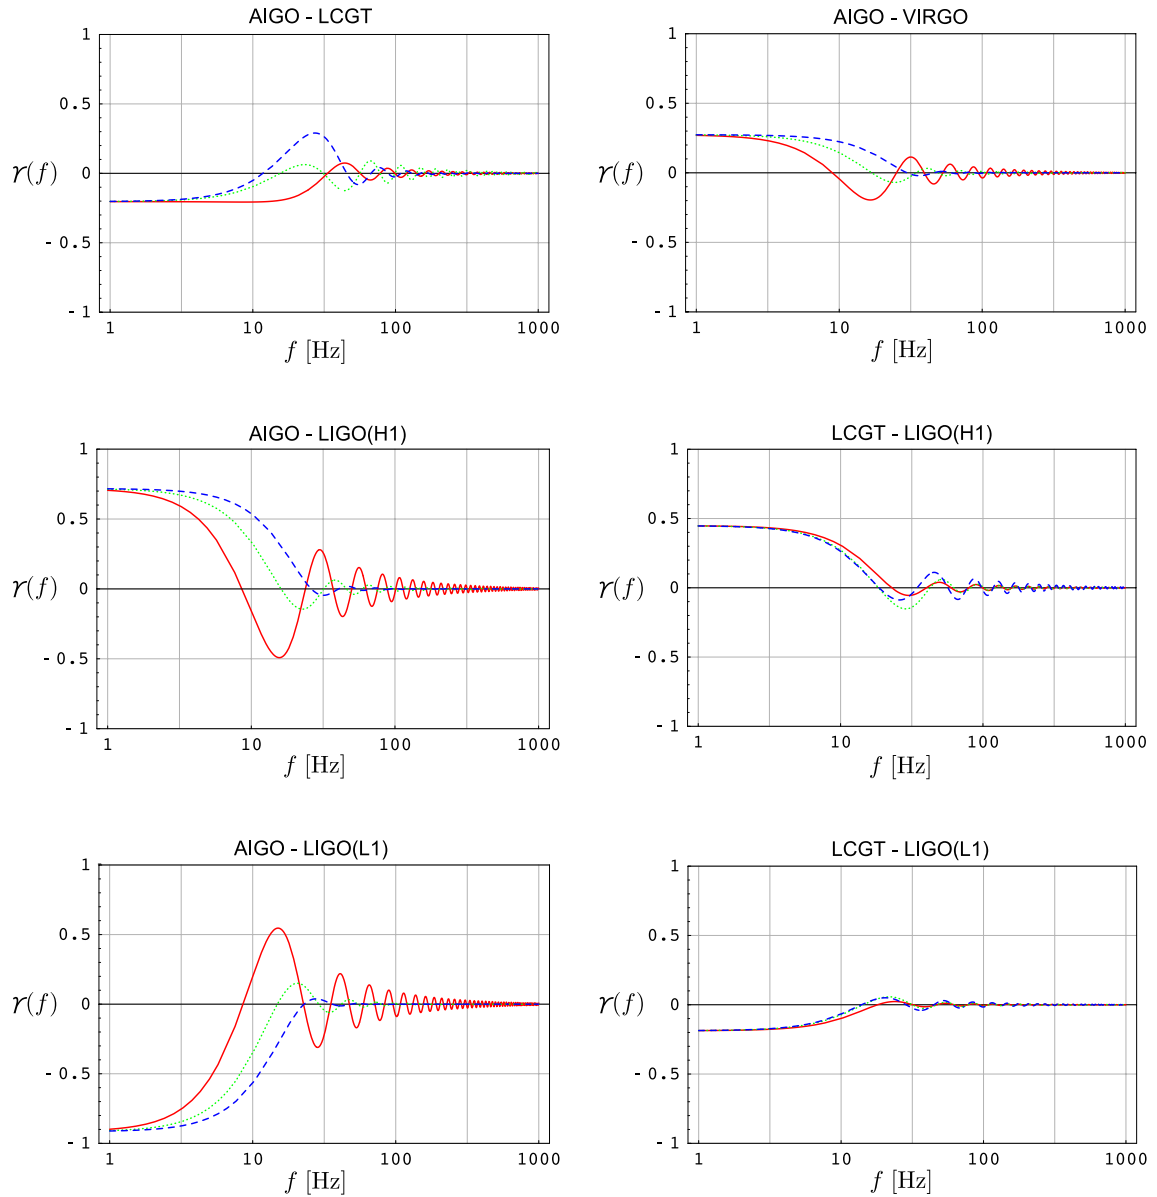 AIGO - LCGT
1
0.5
0
- 0.5
- 1
γ(f)
1 10 100 1000
f [Hz]
AIGO - VIRGO
1
0.5
0
- 0.5
- 1
γ(f)
1 10 100 1000
f [Hz]
AIGO - LIGO(H1)
1
0.5
0
- 0.5
- 1
γ(f)
1 10 100 1000
f [Hz]
LCGT - LIGO(H1)
1
0.5
0
- 0.5
- 1
γ(f)
1 10 100 1000
f [Hz]
AIGO - LIGO(L1)
1
0.5
0
- 0.5
- 1
γ(f)
1 10 100 1000
f [Hz]
LCGT - LIGO(L1)
1
0.5
0
- 0.5
- 1
γ(f)
1 10 100 1000
f [Hz]